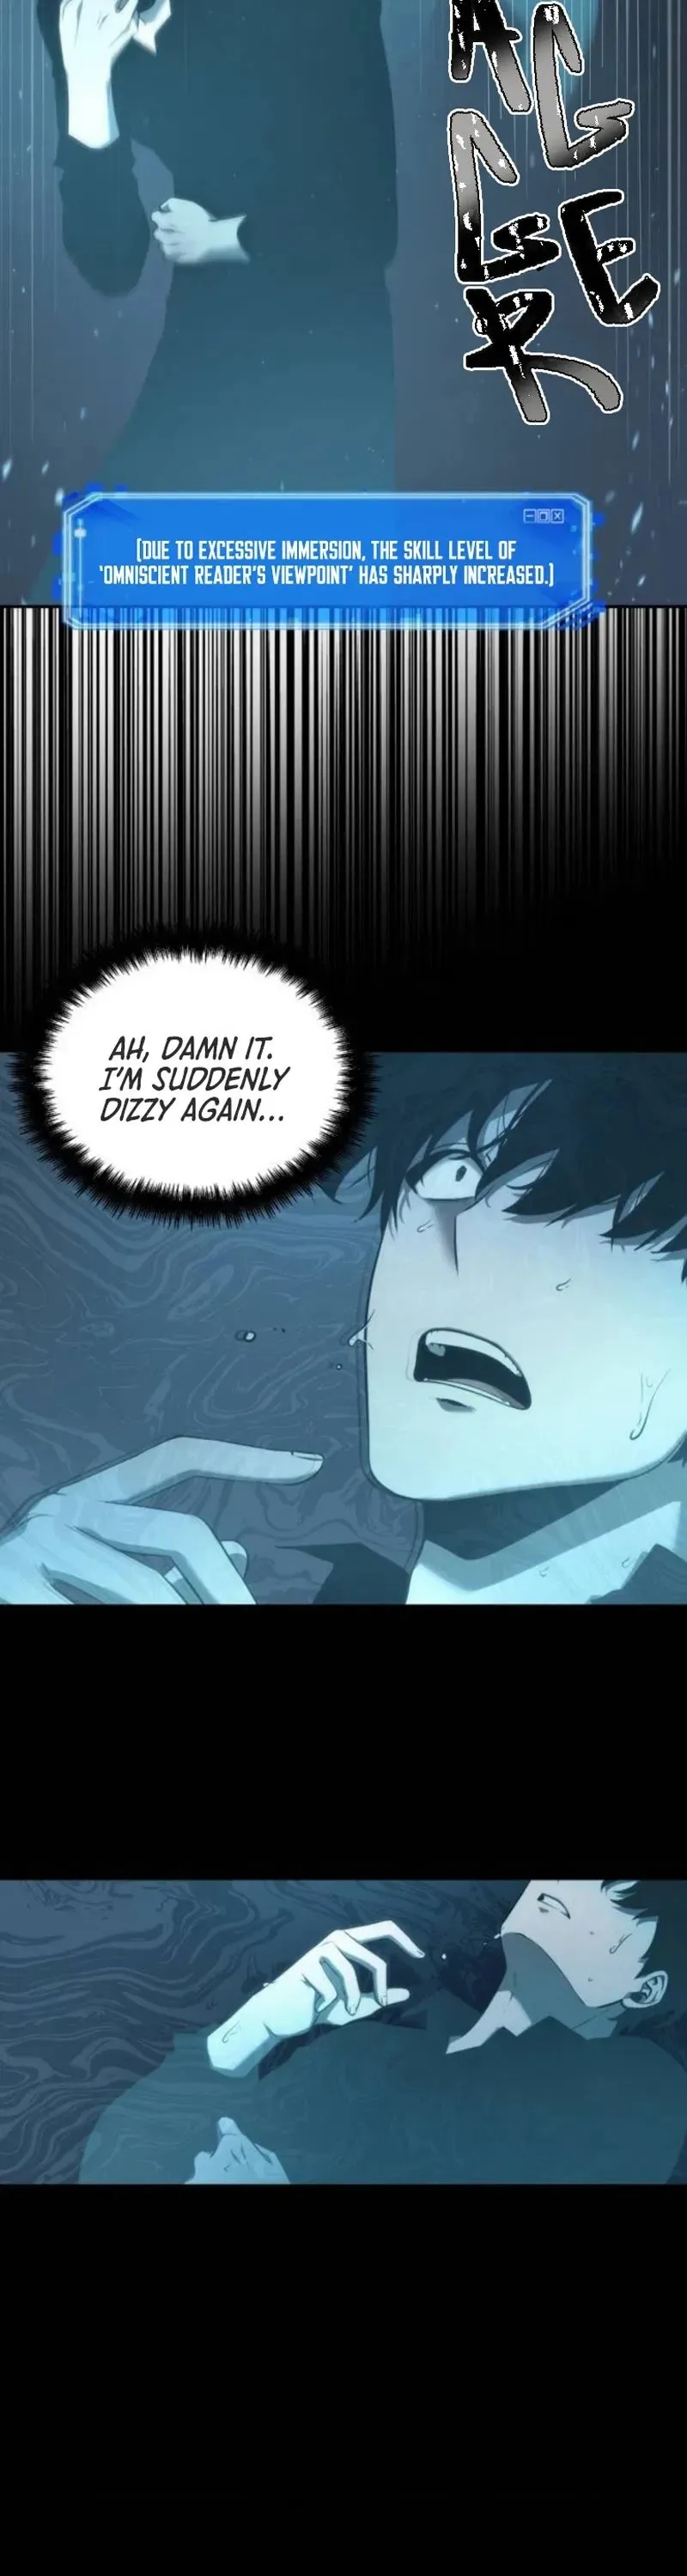 [DUE TO EXCESSIVE IMMERSION, THE SKILL LEVEL OF
'OMNISCIENT READER'S VIEWPOINT' HAS SHARPLY INCREASED.]
AH, DAMN IT.
I'M SUDDENLY
DIZZY AGAIN...